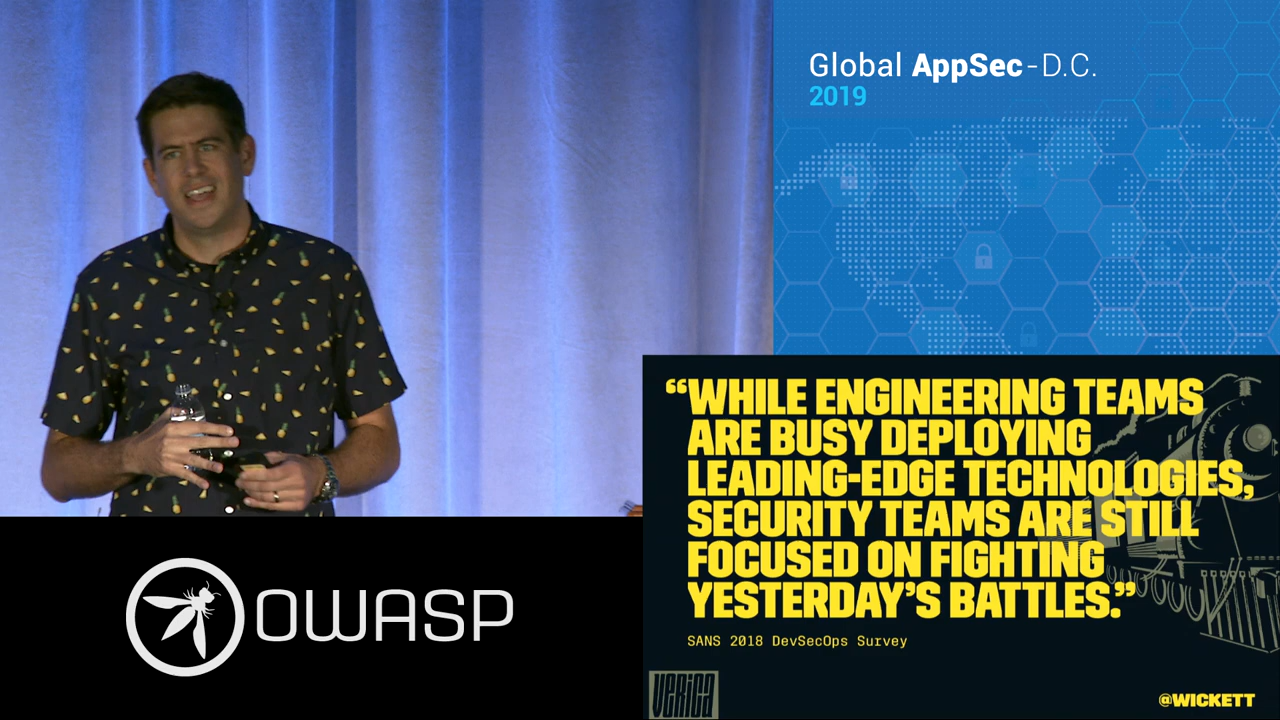 Global AppSec - D.C.
2019
“WHILE ENGINEERING TEAMS
ARE BUSY DEPLOYING
LEADING-EDGE TECHNOLOGIES,
SECURITY TEAMS ARE STILL
FOCUSED ON FIGHTING
YESTERDAY’S BATTLES.”
SANS 2018 DevSecOps Survey
OWASP
VERICA
@WICKETT